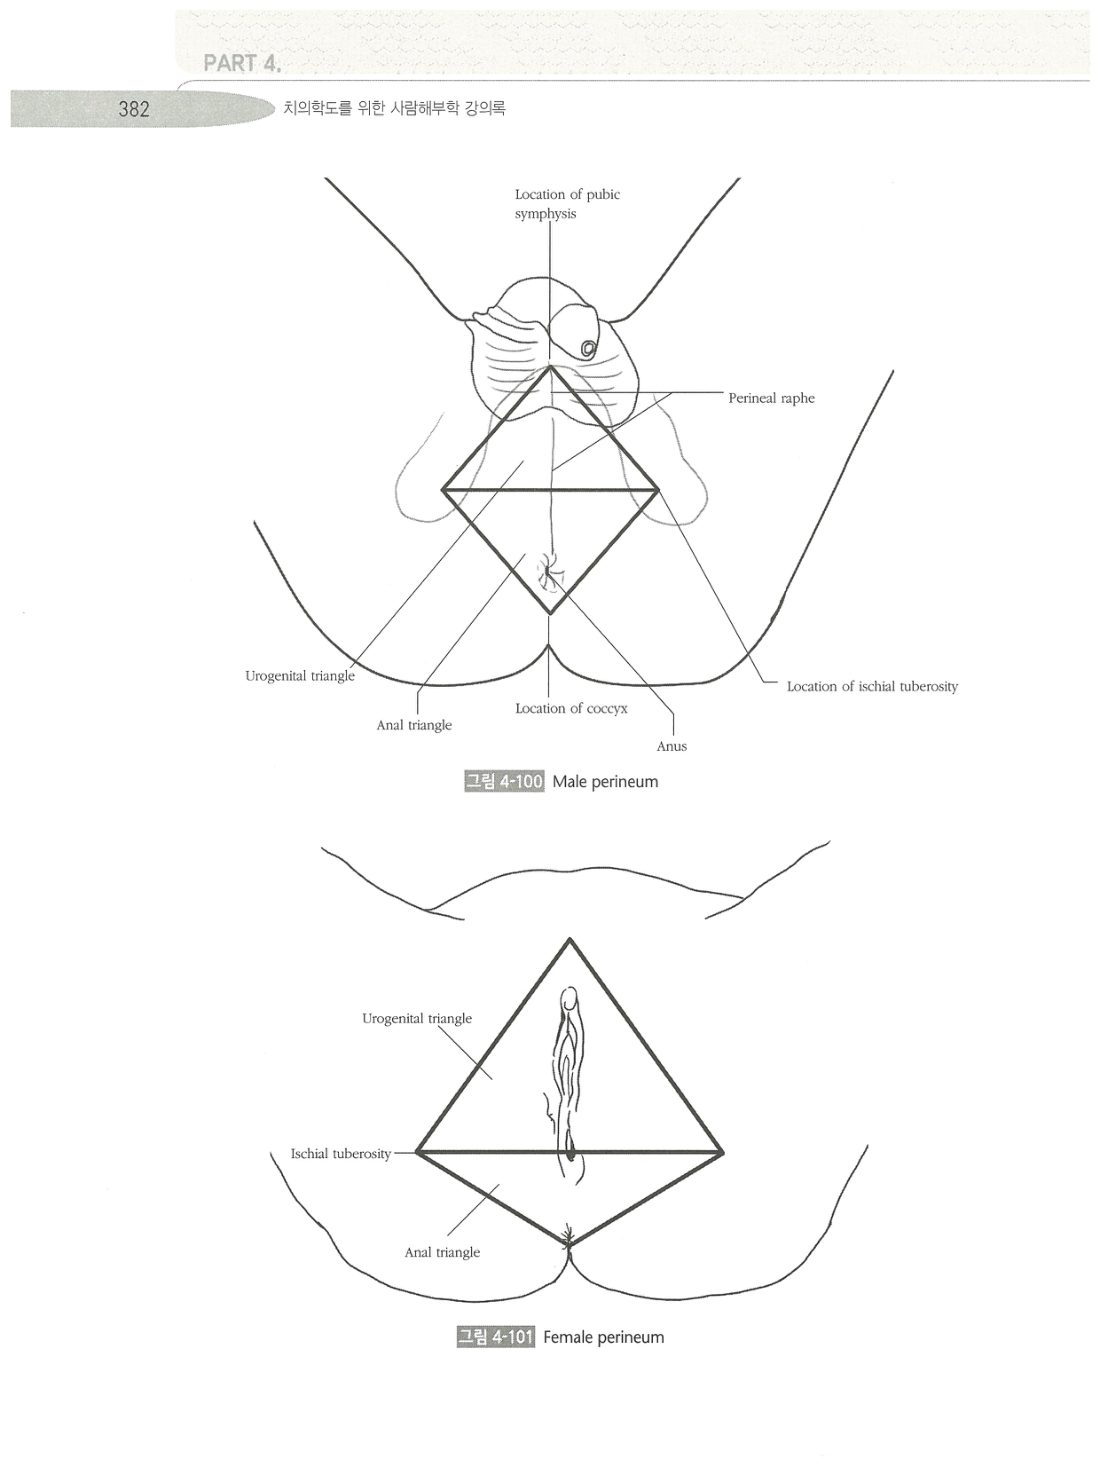 PART 4.
382
치의학도를 위한 사람해부학 강의록
Location of pubic
symphysis
Perineal raphe
Urogenital triangle
Location of ischial tuberosity
Location of coccyx
Anal triangle
Anus
그림 4-100 Male perineum
Urogenital triangle
Ischial tuberosity
Anal triangle
그림 4-101 Female perineum